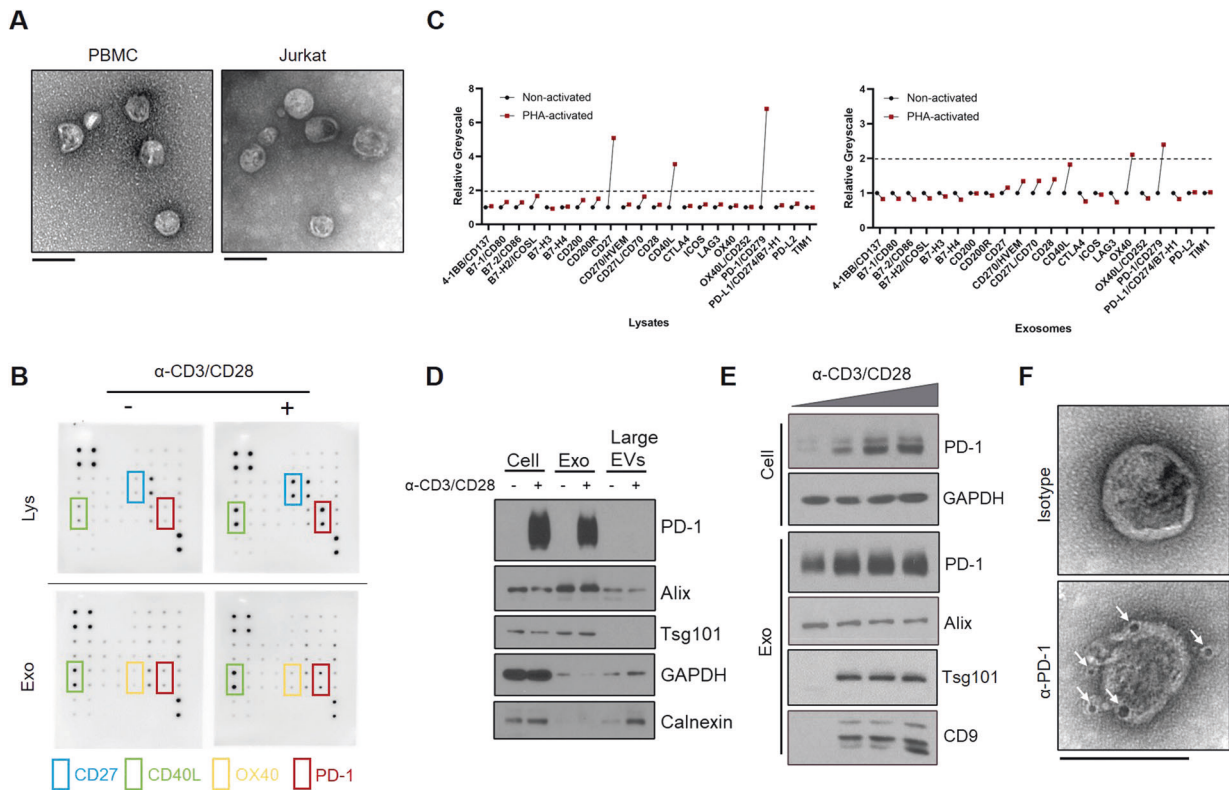 A
PBMC
Jurkat
C
Relative Greyscale
8
6
4
2
0
Non-activated
PHA-activated
4-1BB/CD137
B7-1/CD80
B7-2/CD86
B7-H2/ICOSL
B7-H3
B7-H4
CD200
CD200R
CD27
CD270/HVEM
CD27L/CD70
CD28
CD40L
CTLA4
ICOS
LAG3
OX40
OX40L/CD252
PD-1/CD279
PD-L1/CD274/B7-H1
PD-L2
TIM1
Lysates
Relative Greyscale
4
3
2
1
0
Non-activated
PHA-activated
4-1BB/CD137
B7-1/CD80
B7-2/CD86
B7-H2/ICOSL
B7-H3
B7-H4
CD200
CD200R
CD27
CD270/HVEM
CD27L/CD70
CD28
CD40L
CTLA4
ICOS
LAG3
OX40
OX40L/CD252
PD-1/CD279
PD-L1/CD274/B7-H1
PD-L2
TIM1
Exosomes
B
α-CD3/CD28
- +
Lys
Exo
CD27 CD40L OX40 PD-1
D
Cell Exo Large EVs
α-CD3/CD28 - + - + - +
PD-1
Alix
Tsg101
GAPDH
Calnexin
E
α-CD3/CD28
Cell
PD-1
GAPDH
Exo
PD-1
Alix
Tsg101
CD9
F
Isotype
α-PD-1